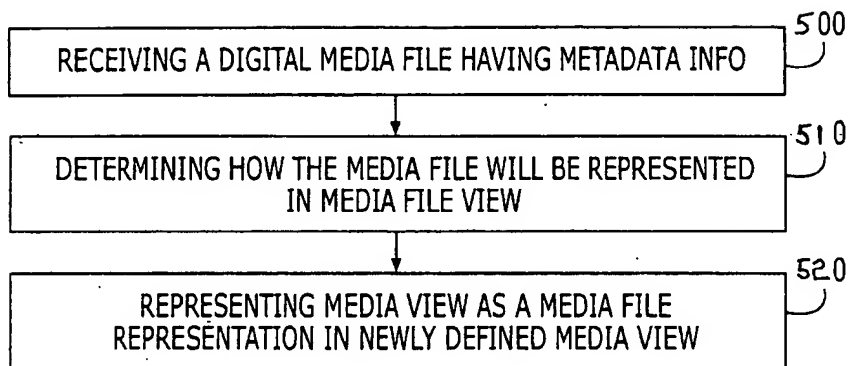 500
RECEIVING A DIGITAL MEDIA FILE HAVING METADATA INFO
510
DETERMINING HOW THE MEDIA FILE WILL BE REPRESENTED
IN MEDIA FILE VIEW
520
REPRESENTING MEDIA VIEW AS A MEDIA FILE
REPRESENTATION IN NEWLY DEFINED MEDIA VIEW